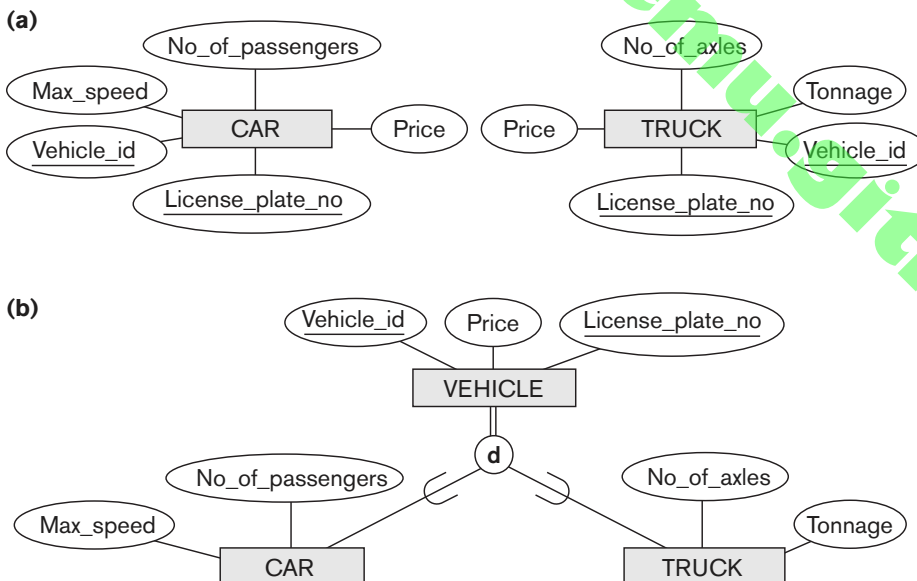 (a)
No_of_passengers
No_of_axles
Max_speed
Tonnage
CAR
Price
Price
TRUCK
Vehicle_id
Vehicle_id
License_plate_no
License_plate_no
(b)
Vehicle_id
Price
License_plate_no
VEHICLE
d
No_of_passengers
No_of_axles
Max_speed
Tonnage
CAR
TRUCK